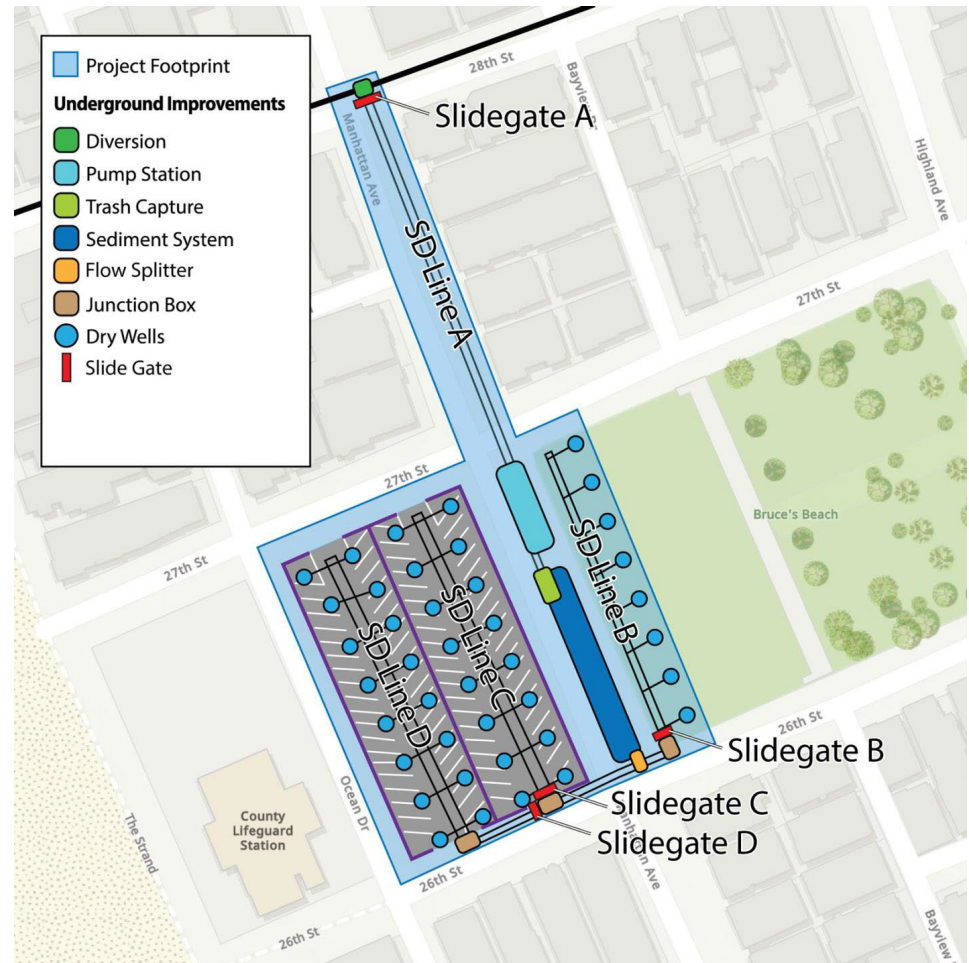 Project Footprint
Underground Improvements
Diversion
Pump Station
Trash Capture
Sediment System
Flow Splitter
Junction Box
Dry Wells
Slide Gate
28th St
Slidegate A
Manhattan Ave
Highland Ave
SD Line A
27th St
27th St
Bruce's Beach
27th St
SD Line B
SD Line C
SD Line D
26th St
Slidegate B
Slidegate C
Slidegate D
Ocean Dr
The Strand
County
Lifeguard
Station
26th St
26th St